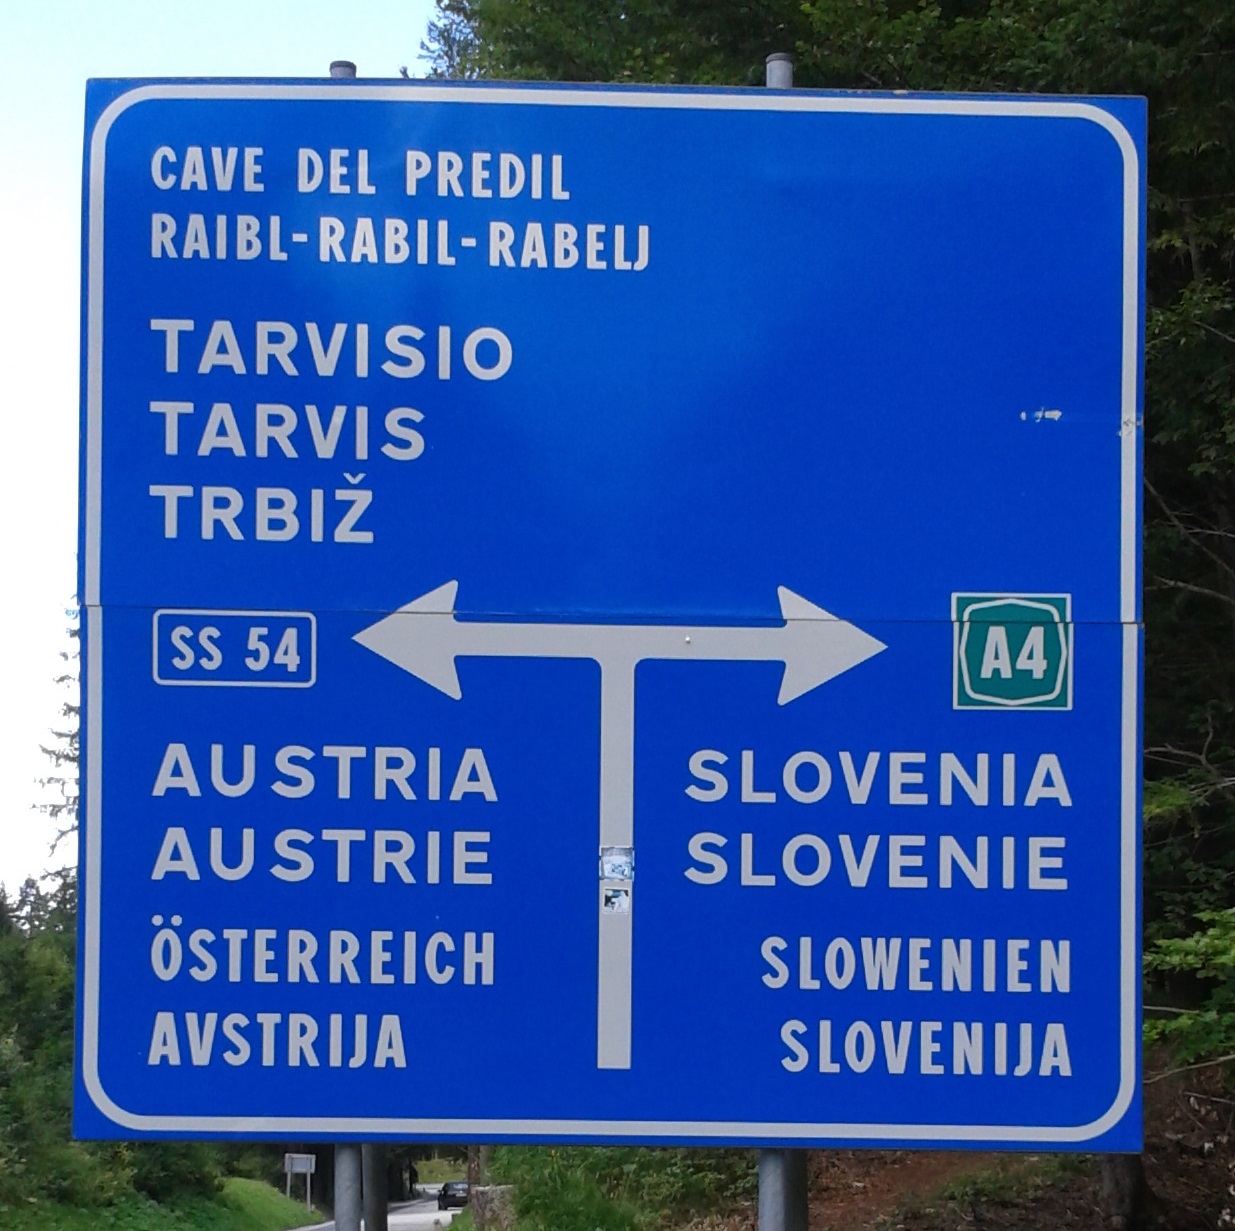 CAVE DEL PREDIL
RAIBL-RABIL-RABELJ
TARVISIO
TARVIS
TRBIŽ
SS 54
A4
AUSTRIA
AUSTRIE
ÖSTERREICH
AVSTRIJA
SLOVENIA
SLOVENIE
SLOWENIEN
SLOVENIJA